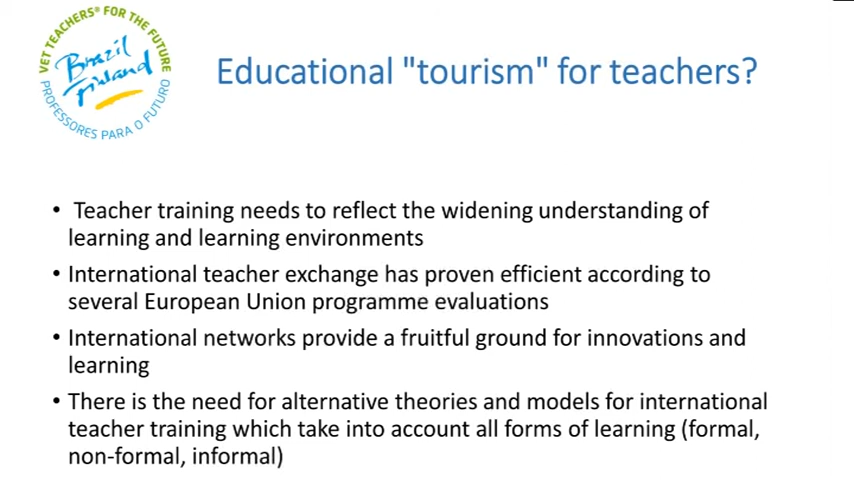 VET TEACHERS® FOR THE FUTURE
Brazil
Finland
PROFESSORES PARA O FUTURO
Educational "tourism" for teachers?
• Teacher training needs to reflect the widening understanding of
learning and learning environments
• International teacher exchange has proven efficient according to
several European Union programme evaluations
• International networks provide a fruitful ground for innovations and
learning
• There is the need for alternative theories and models for international
teacher training which take into account all forms of learning (formal,
non-formal, informal)